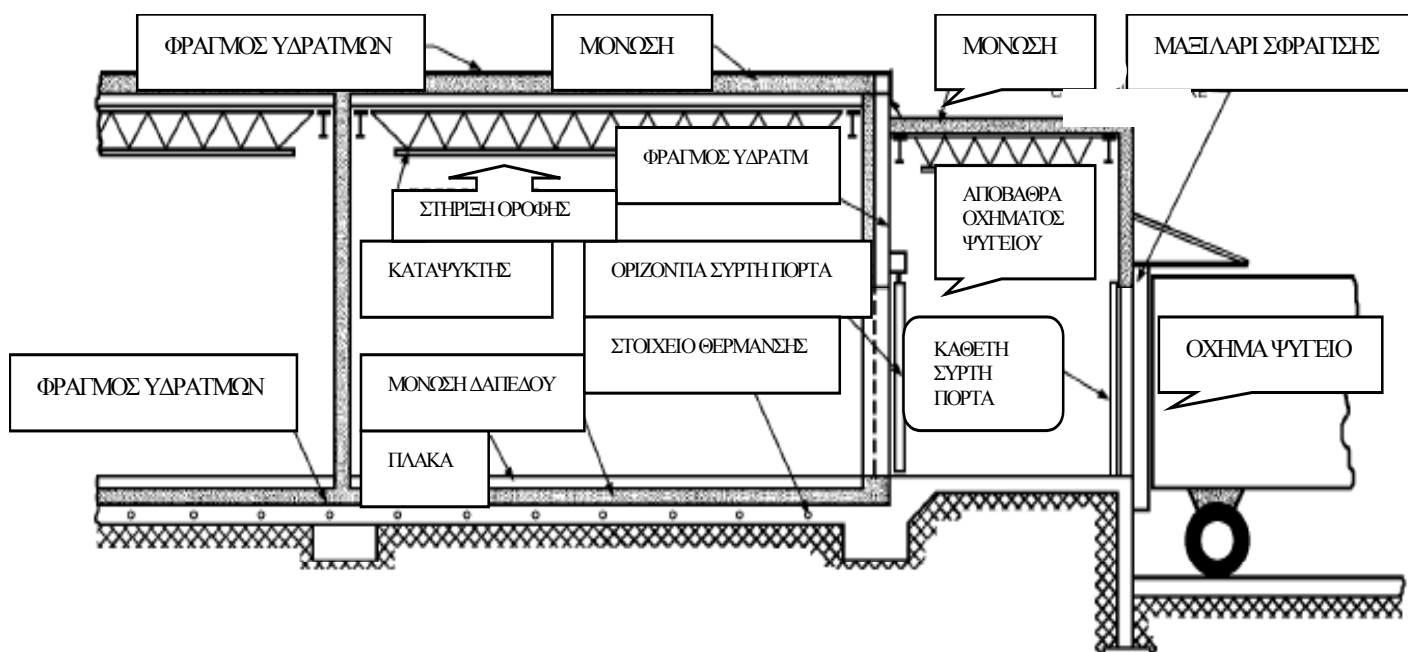 ΦΡΑΓΜΟΣ ΥΔΡΑΤΜΩΝ
ΜΟΝΩΣΗ
ΜΟΝΩΣΗ
ΜΑΞΙΛΑΡΙ ΣΦΡΑΓΙΣΗΣ
ΦΡΑΓΜΟΣ ΥΔΡΑΤΜ
ΣΤΗΡΙΞΗ ΟΡΟΦΗΣ
ΑΠΟΒΑΘΡΑ
ΟΧΗΜΑΤΟΣ
ΨΥΓΕΙΟΥ
ΚΑΤΑΨΥΚΤΗΣ
ΟΡΙΖΟΝΤΙΑ ΣΥΡΤΗ ΠΟΡΤΑ
ΣΤΟΙΧΕΙΟ ΘΕΡΜΑΝΣΗΣ
ΚΑΘΕΤΗ
ΣΥΡΤΗ
ΠΟΡΤΑ
ΟΧΗΜΑ ΨΥΓΕΙΟ
ΦΡΑΓΜΟΣ ΥΔΡΑΤΜΩΝ
ΜΟΝΩΣΗ ΔΑΠΕΔΟΥ
ΠΛΑΚΑ